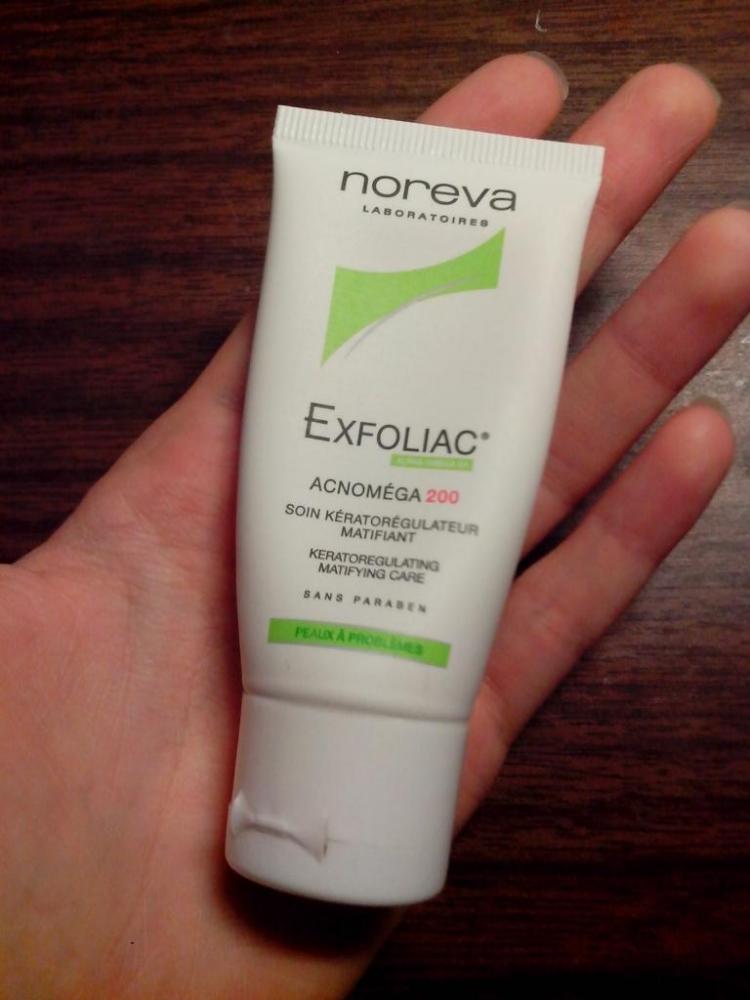 noreva
LABORATOIRES
EXFOLIAC®
ACNOMÉGA 200
SOIN KÉRATORÉGULATEUR
MATIFIANT
KERATOREGULATING
MATIFYING CARE
SANS PARABEN
PEAUX À PROBLÈMES